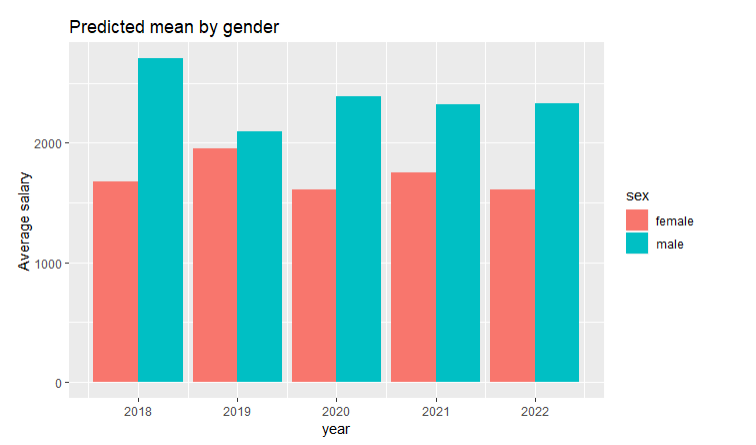 Predicted mean by gender
Average salary
2000
1000
0
2018 2019 2020 2021 2022
year
sex
female
male